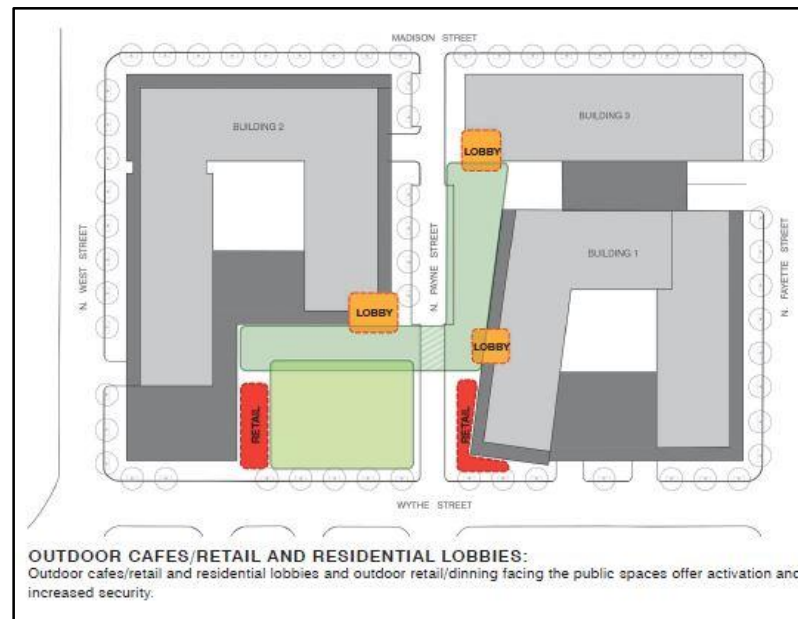 MADISON STREET
BUILDING 2
BUILDING 3
LOBBY
N. WEST STREET
N. PAYNE STREET
BUILDING 1
N. FAYETTE STREET
LOBBY
LOBBY
RETAIL
RETAIL
WYTHE STREET
OUTDOOR CAFES/RETAIL AND RESIDENTIAL LOBBIES:
Outdoor cafes/retail and residential lobbies and outdoor retail/dinning facing the public spaces offer activation and
increased security.